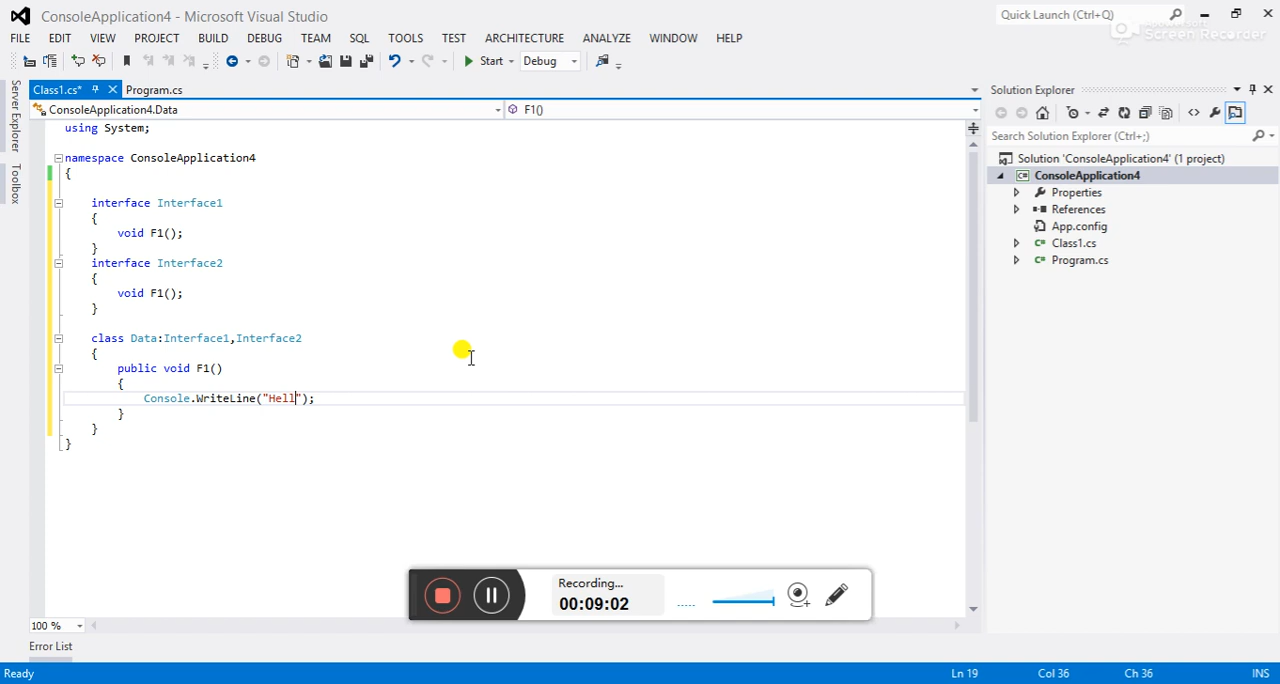 ConsoleApplication4 - Microsoft Visual Studio
Quick Launch (Ctrl+Q)
Screen Recorder
FILE EDIT VIEW PROJECT BUILD DEBUG TEAM SQL TOOLS TEST ARCHITECTURE ANALYZE WINDOW HELP
Start Debug
Server Explorer
Toolbox
Class1.cs* Program.cs
ConsoleApplication4.Data F1()
using System;
namespace ConsoleApplication4
{
interface Interface1
{
void F1();
}
interface Interface2
{
void F1();
}
class Data:Interface1,Interface2
{
public void F1()
{
Console.WriteLine("Hell");
}
}
}
Solution Explorer
Search Solution Explorer (Ctrl+;)
Solution 'ConsoleApplication4' (1 project)
C# ConsoleApplication4
Properties
References
App.config
C# Class1.cs
C# Program.cs
Recording...
00:09:02
100 %
Error List
Ready Ln 19 Col 36 Ch 36 INS